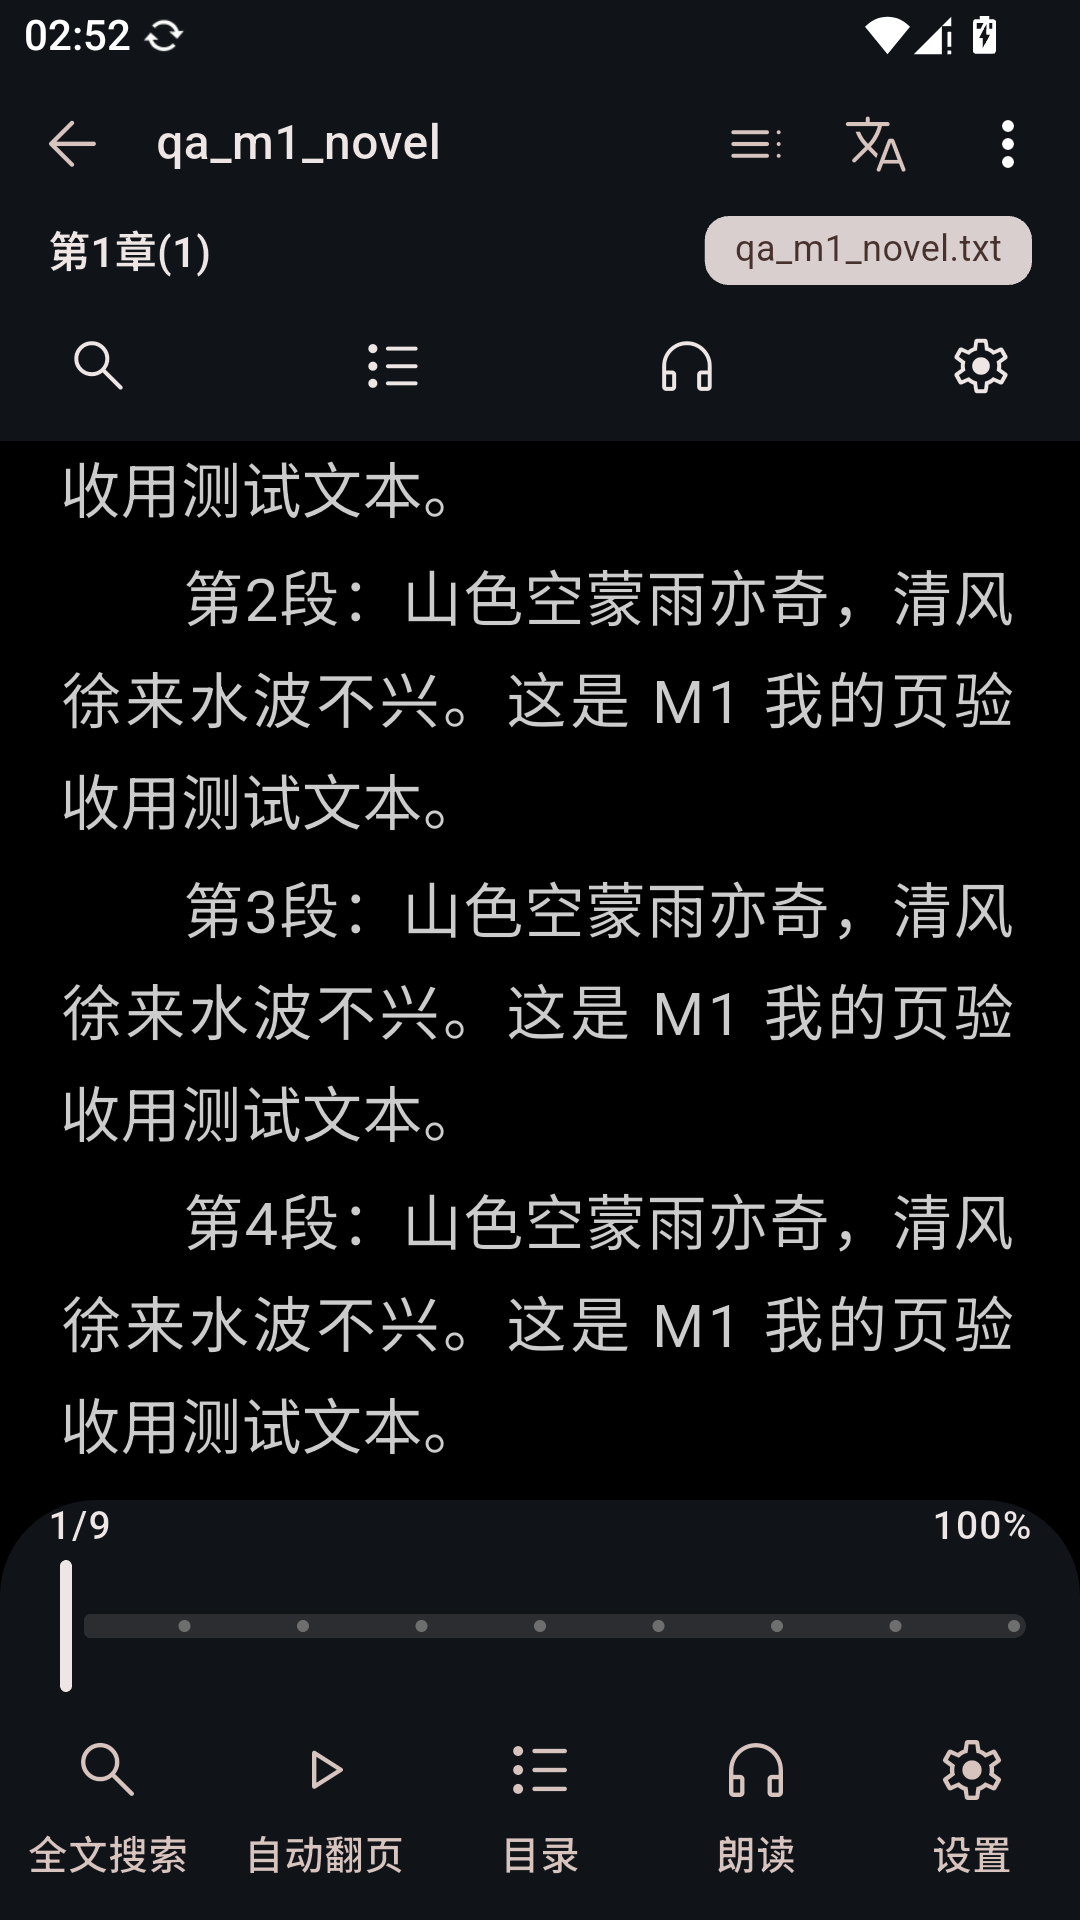 02:52
qa_m1_novel
第1章(1)
qa_m1_novel.txt
收用测试文本。
第2段：山色空蒙雨亦奇，清风
徐来水波不兴。这是 M1 我的页验
收用测试文本。
第3段：山色空蒙雨亦奇，清风
徐来水波不兴。这是 M1 我的页验
收用测试文本。
第4段：山色空蒙雨亦奇，清风
徐来水波不兴。这是 M1 我的页验
收用测试文本。
1/9
100%
全文搜索
自动翻页
目录
朗读
设置